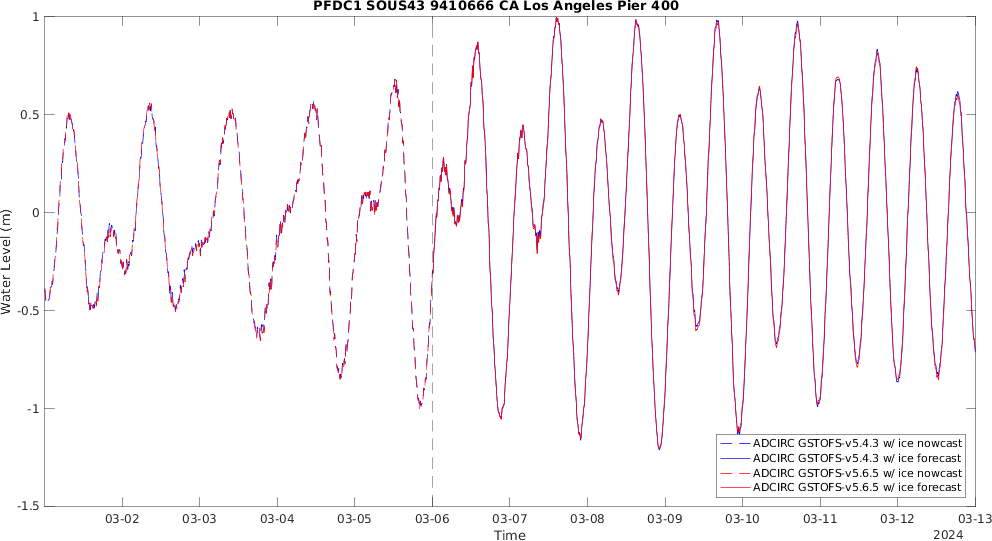 PFDC1 SOUS43 9410666 CA Los Angeles Pier 400
1
0.5
0
-0.5
-1
-1.5
Water Level (m)
ADCIRC GSTOFS-v5.4.3 w/ ice nowcast
ADCIRC GSTOFS-v5.4.3 w/ ice forecast
ADCIRC GSTOFS-v5.6.5 w/ ice nowcast
ADCIRC GSTOFS-v5.6.5 w/ ice forecast
03-02 03-03 03-04 03-05 03-06 03-07 03-08 03-09 03-10 03-11 03-12 03-13
Time
2024